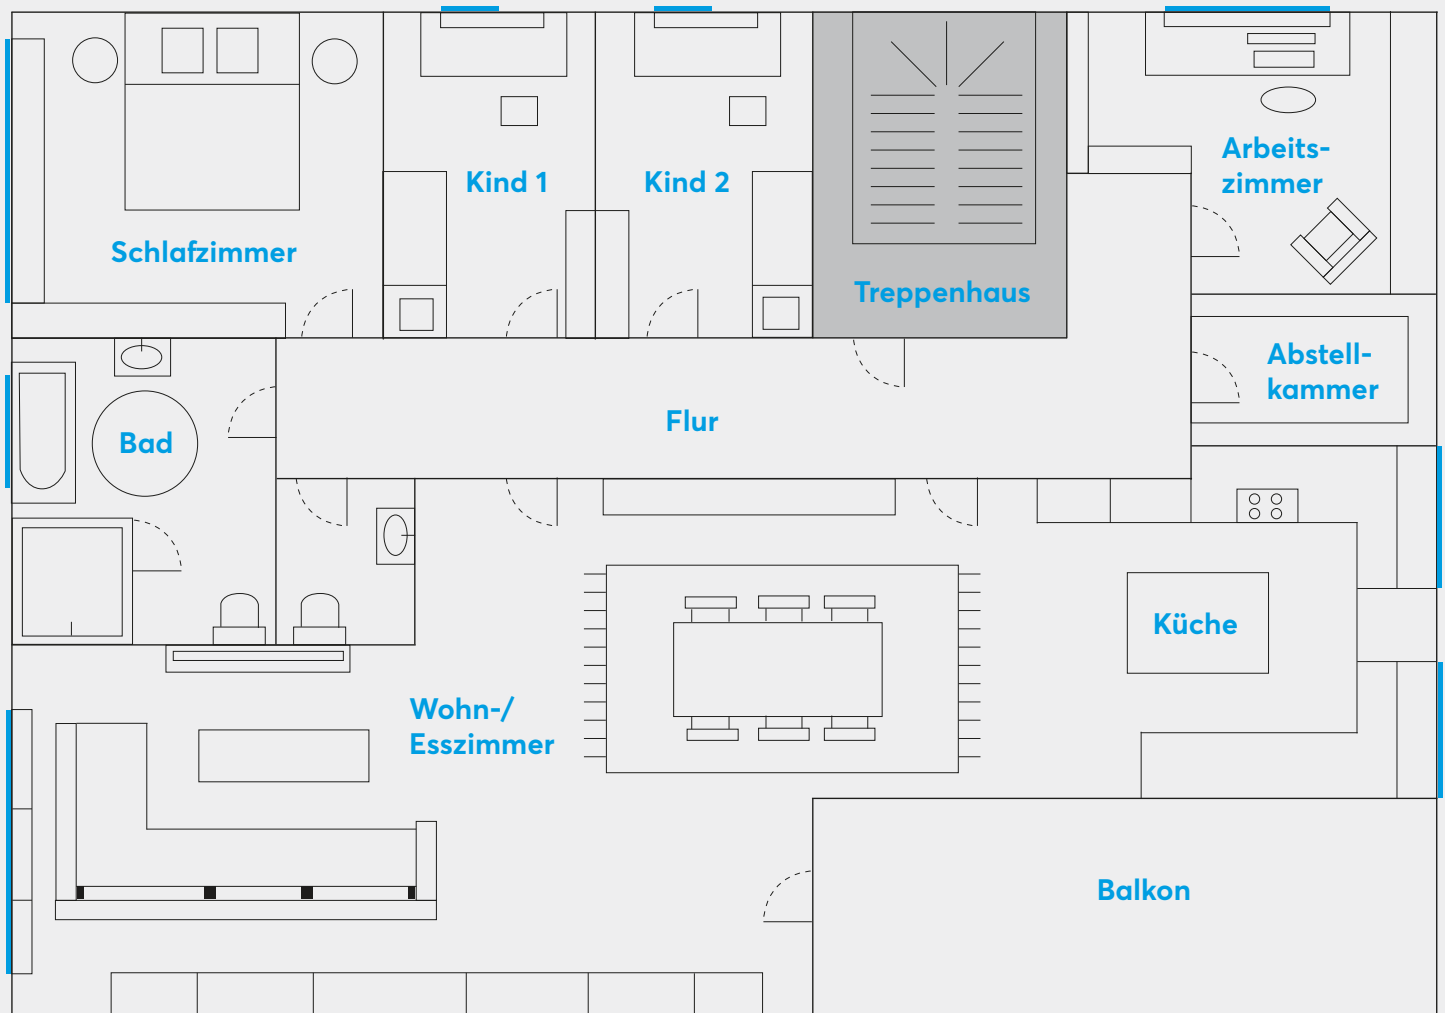 Arbeits-
zimmer
Kind 1
Kind 2
Schlafzimmer
Treppenhaus
Abstell-
kammer
Flur
Bad
Küche
Wohn-/
Esszimmer
Balkon